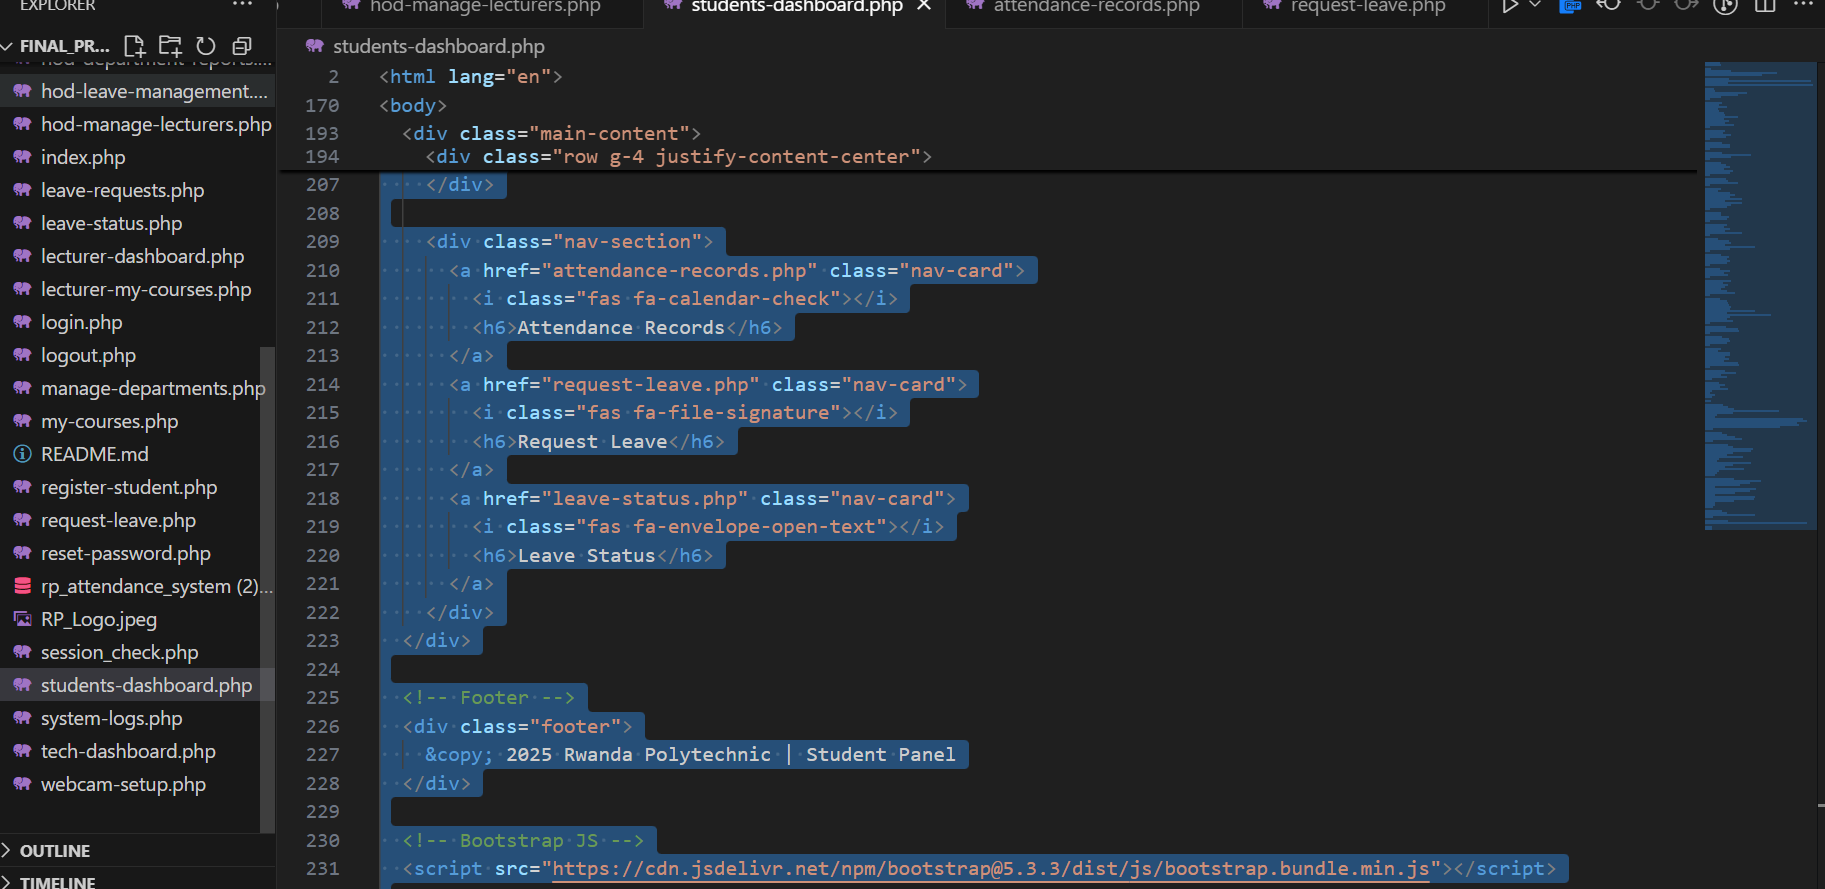 EXPLORER
hod-manage-lecturers.php
students-dashboard.php
attendance-records.php
request-leave.php
FINAL_PR...
students-dashboard.php
hod-department-reports....
hod-leave-management....
hod-manage-lecturers.php
index.php
leave-requests.php
leave-status.php
lecturer-dashboard.php
lecturer-my-courses.php
login.php
logout.php
manage-departments.php
my-courses.php
README.md
register-student.php
request-leave.php
reset-password.php
rp_attendance_system (2)...
RP_Logo.jpeg
session_check.php
students-dashboard.php
system-logs.php
tech-dashboard.php
webcam-setup.php
OUTLINE
TIMELINE
2 <html lang="en">
170 <body>
193 <div class="main-content">
194 <div class="row g-4 justify-content-center">
207 </div>
208
209 <div class="nav-section">
210 <a href="attendance-records.php" class="nav-card">
211 <i class="fas fa-calendar-check"></i>
212 <h6>Attendance Records</h6>
213 </a>
214 <a href="request-leave.php" class="nav-card">
215 <i class="fas fa-file-signature"></i>
216 <h6>Request Leave</h6>
217 </a>
218 <a href="leave-status.php" class="nav-card">
219 <i class="fas fa-envelope-open-text"></i>
220 <h6>Leave Status</h6>
221 </a>
222 </div>
223 </div>
224
225 <!-- Footer -->
226 <div class="footer">
227 &copy; 2025 Rwanda Polytechnic | Student Panel
228 </div>
229
230 <!-- Bootstrap JS -->
231 <script src="https://cdn.jsdelivr.net/npm/bootstrap@5.3.3/dist/js/bootstrap.bundle.min.js"></script>